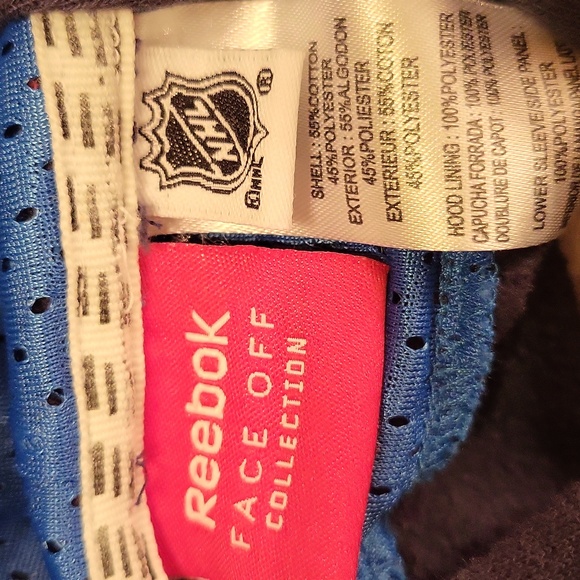 NHL
®
SHELL : 55%COTTON
45%POLYESTER
EXTERIOR : 55%ALGODON
45%POLIESTER
EXTERIEUR : 55%COTON
45%POLYESTER
HOOD LINING : 100%POLYESTER
CAPUCHA FORRADA : 100% POLYESTER
DOUBLURE DE CAPOT : 100% POLYESTER
LOWER SLEEVE/SIDE PANEL
100%POLYESTER
Reebok
FACE OFF
COLLECTION